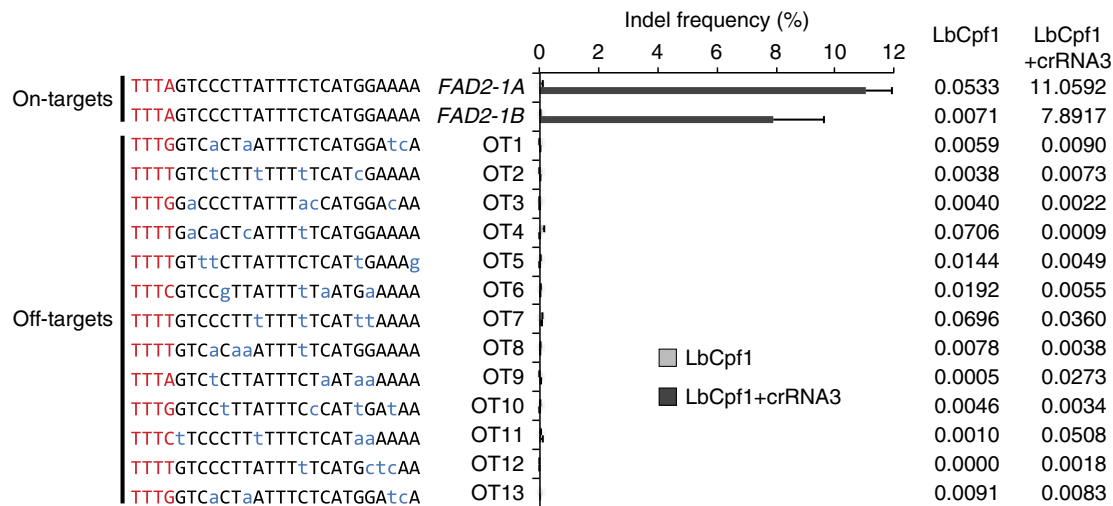 Indel frequency (%)
LbCpf1 LbCpf1 +crRNA3
0 2 4 6 8 10 12
On-targets
TTTAGTCCCTTATTTCTCATGGAAAA FAD2-1A 0.0533 11.0592
TTTAGTCCCTTATTTCTCATGGAAAA FAD2-1B 0.0071 7.8917
Off-targets
TTTGGTCaCTaATTTCTCATGGAtcA OT1 0.0059 0.0090
TTTTGTCtCTTtTTTtTCATcGAAAA OT2 0.0038 0.0073
TTTGGaCCCTTATTTacCATGGAcAA OT3 0.0040 0.0022
TTTTGaCaCTcATTTtTCATGGAAAA OT4 0.0706 0.0009
TTTTGTttCTTATTTCTCATtGAAAg OT5 0.0144 0.0049
TTTCGTCCgTTATTTtTaATGaAAAA OT6 0.0192 0.0055
TTTTGTCCCTTtTTTtTCATttAAAA OT7 0.0696 0.0360
TTTTGTCaCaaATTTtTCATGGAAAA OT8 0.0078 0.0038
TTTAGTCtCTTATTTCTaATaaAAAA OT9 0.0005 0.0273
TTTGGTCCtTTATTTCcCATtGAtAA OT10 0.0046 0.0034
TTTCtTCCCTTtTTTCTCATaaAAAA OT11 0.0010 0.0508
TTTTGTCCCTTATTTtTCATGctcAA OT12 0.0000 0.0018
TTTGGTCaCTaATTTCTCATGGAtcA OT13 0.0091 0.0083
LbCpf1
LbCpf1+crRNA3